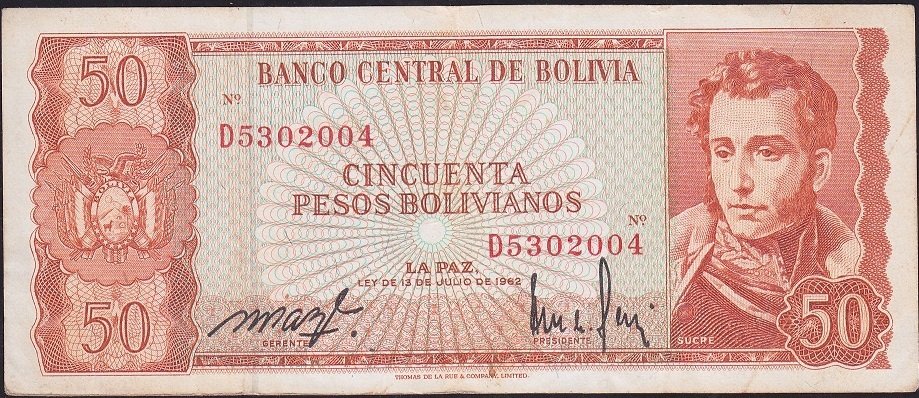 50
BANCO CENTRAL DE BOLIVIA
Nº
D5302004
CINCUENTA
PESOS BOLIVIANOS
Nº
D5302004
LA PAZ,
LEY DE 13 DE JULIO DE 1962
50
GERENTE
PRESIDENTE
SUCRE
50
THOMAS DE LA RUE & COMPANY, LIMITED.